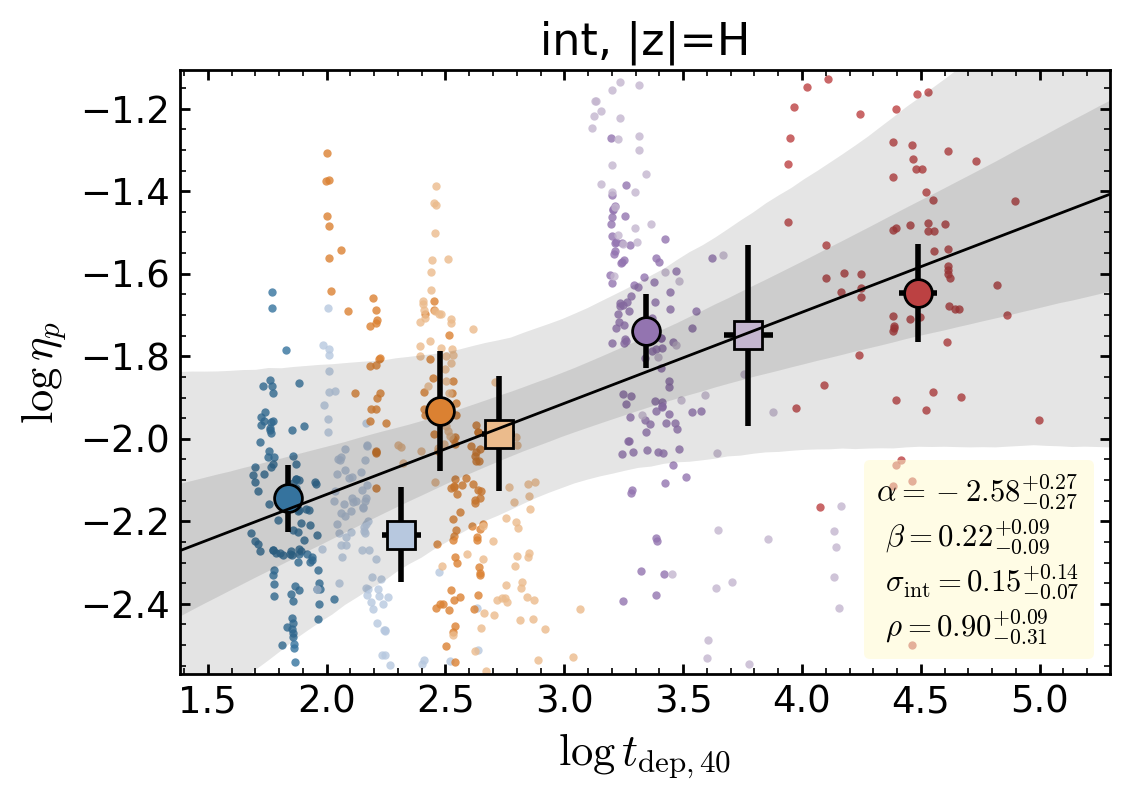 int, |z|=H
−1.2
−1.4
−1.6
−1.8
−2.0
−2.2
−2.4
log η_p
α = − 2.58^{+0.27}_{−0.27}
β = 0.22^{+0.09}_{−0.09}
σ_int = 0.15^{+0.14}_{−0.07}
ρ = 0.90^{+0.09}_{−0.31}
1.5 2.0 2.5 3.0 3.5 4.0 4.5 5.0
log t_{dep, 40}